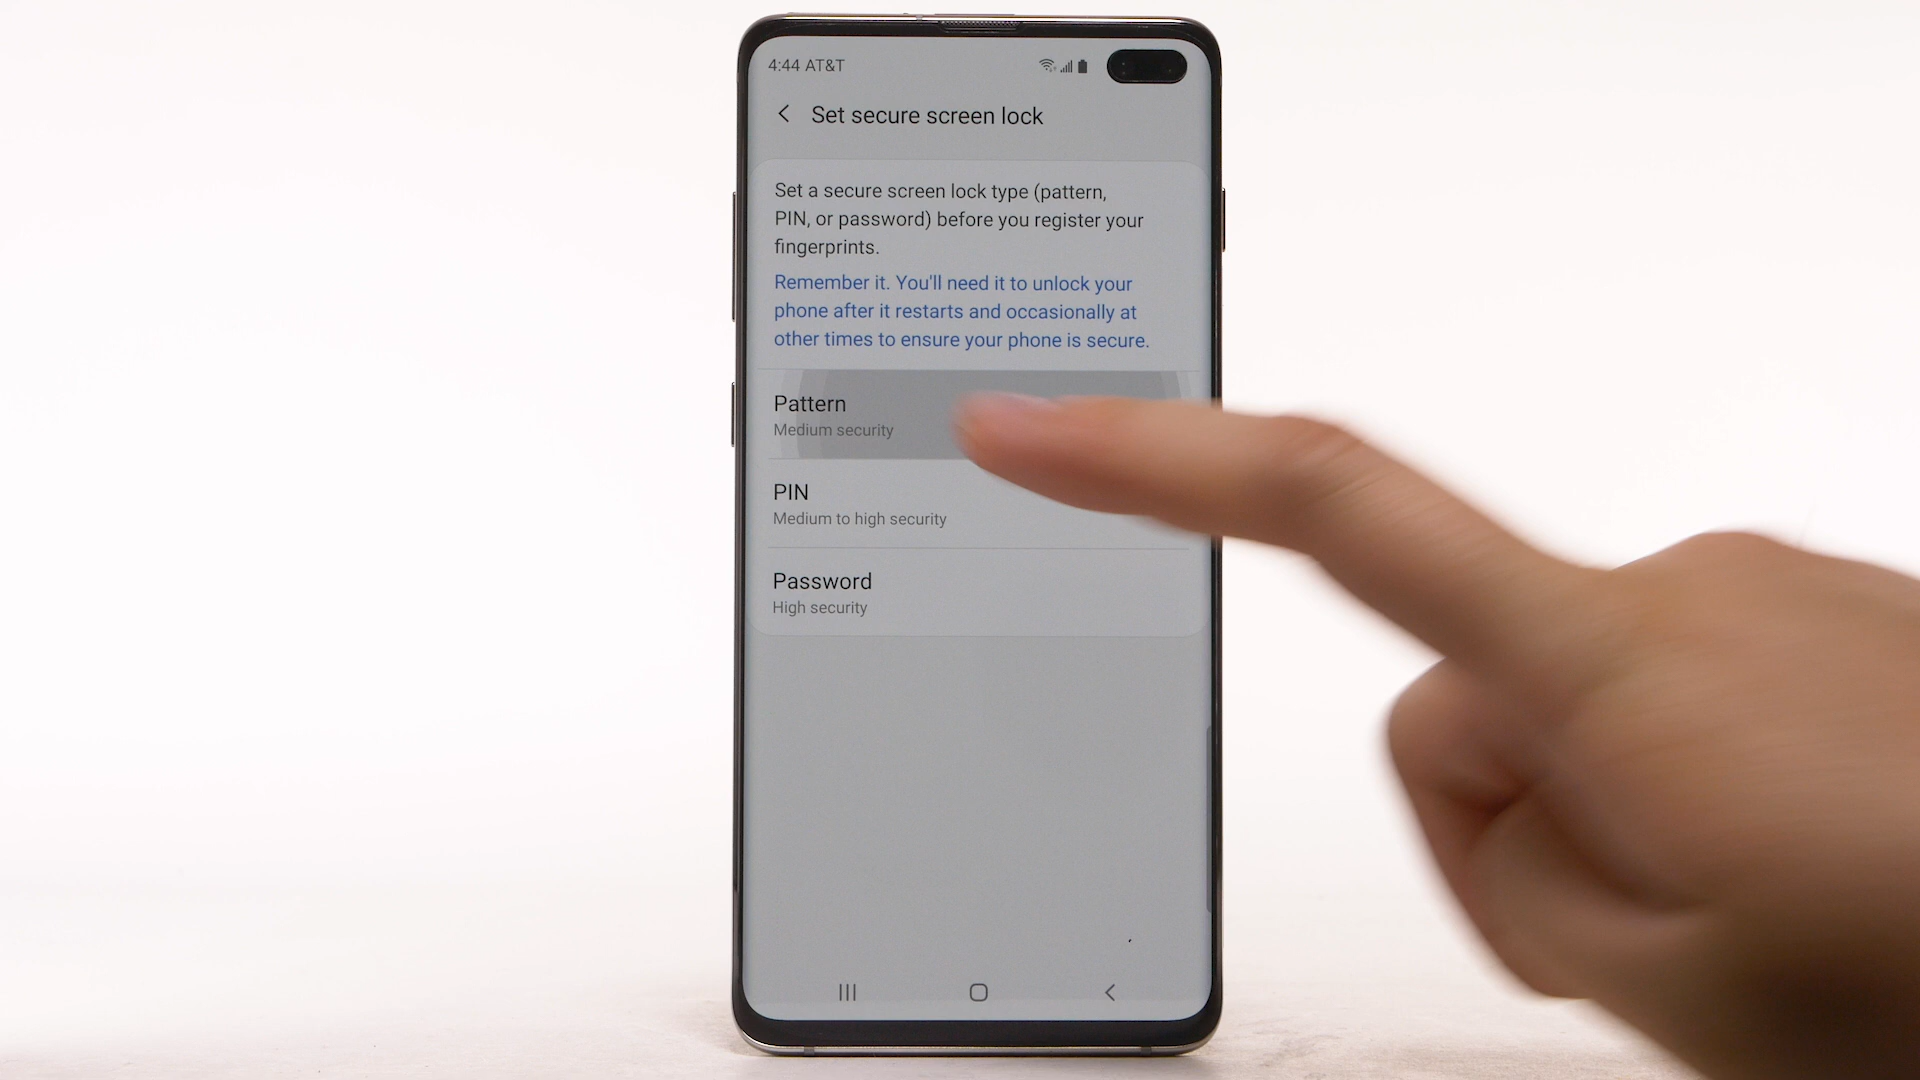 4:44 AT&T
Set secure screen lock
Set a secure screen lock type (pattern,
PIN, or password) before you register your
fingerprints.
Remember it. You'll need it to unlock your
phone after it restarts and occasionally at
other times to ensure your phone is secure.
Pattern
Medium security
PIN
Medium to high security
Password
High security